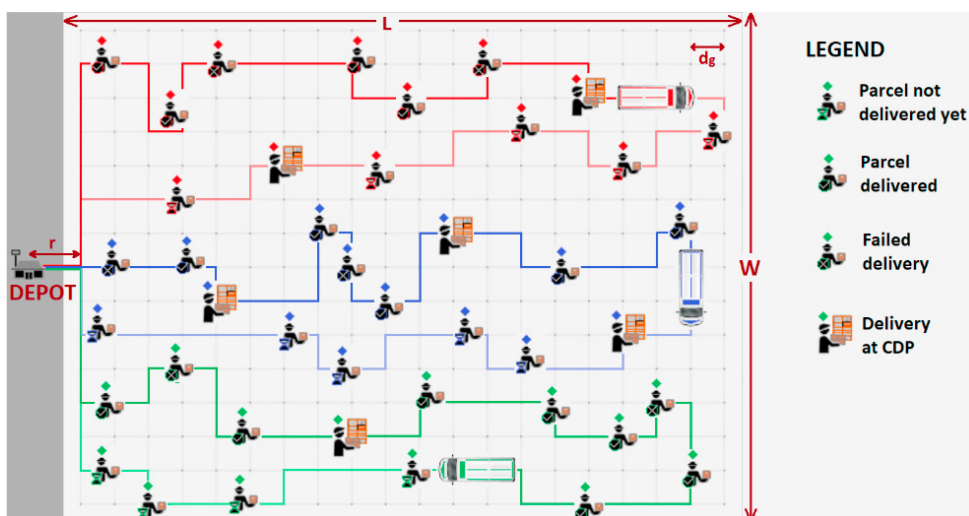 L
dg
r
DEPOT
W
LEGEND
Parcel not
delivered yet
Parcel
delivered
Failed
delivery
Delivery
at CDP